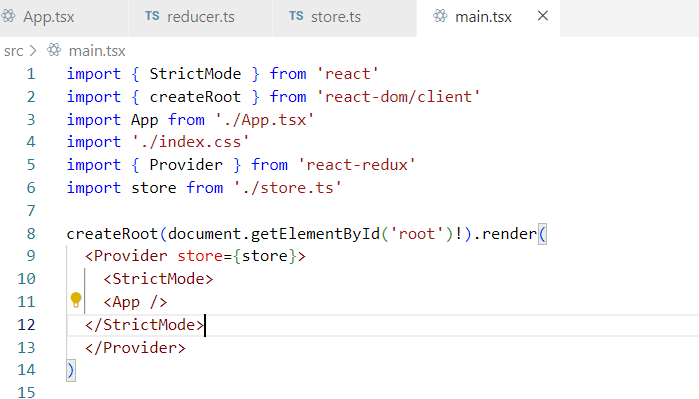 App.tsx
TS reducer.ts
TS store.ts
main.tsx ×
src > main.tsx
1 import { StrictMode } from 'react'
2 import { createRoot } from 'react-dom/client'
3 import App from './App.tsx'
4 import './index.css'
5 import { Provider } from 'react-redux'
6 import store from './store.ts'
7
8 createRoot(document.getElementById('root')!).render(
9   <Provider store={store}>
10     <StrictMode>
11     <App />
12   </StrictMode>
13   </Provider>
14 )
15